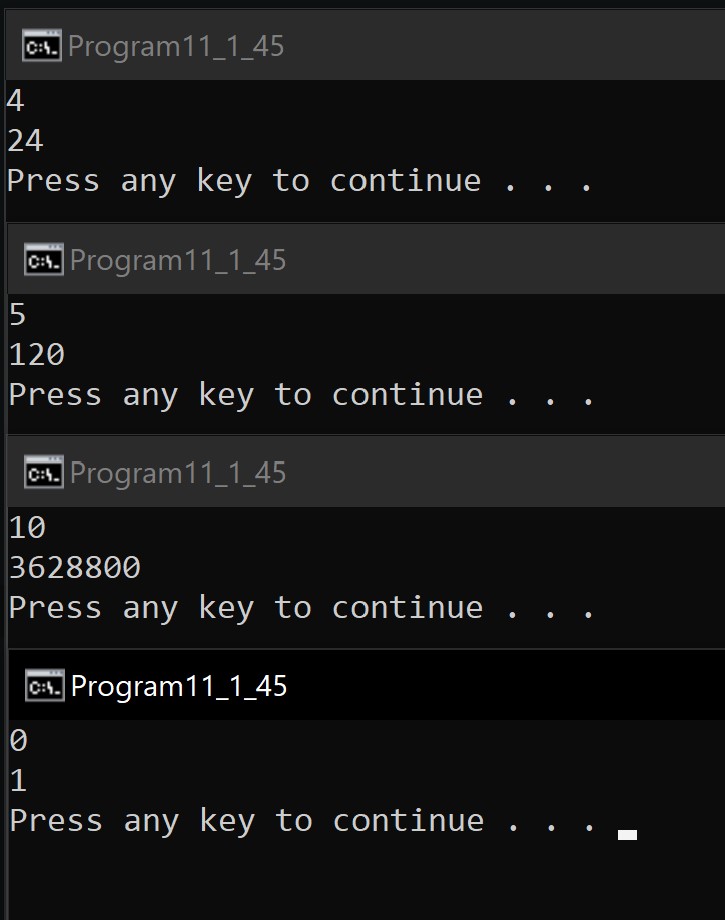 Program11_1_45
4
24
Press any key to continue . . .
Program11_1_45
5
120
Press any key to continue . . .
Program11_1_45
10
3628800
Press any key to continue . . .
Program11_1_45
0
1
Press any key to continue . . .